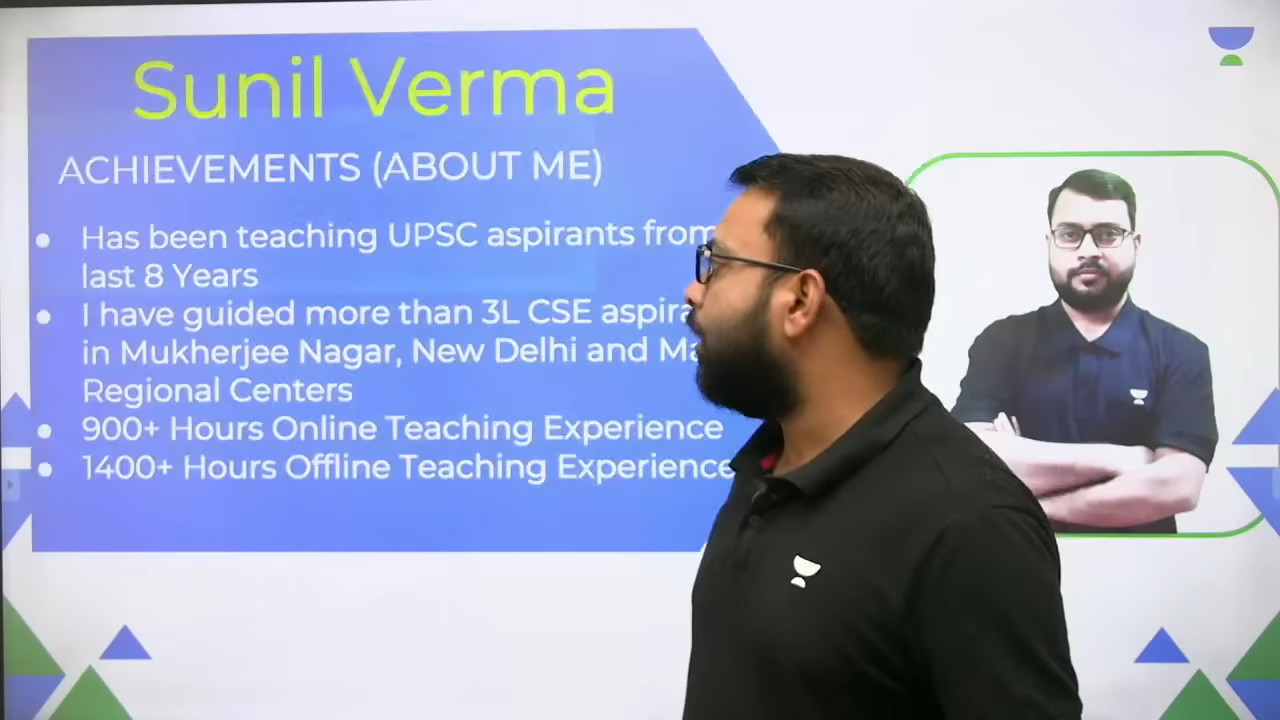 Sunil Verma
ACHIEVEMENTS (ABOUT ME)
Has been teaching UPSC aspirants from
last 8 Years
I have guided more than 3L CSE
in Mukherjee Nagar, New Delhi and
Regional Centers
900+ Hours Online Teaching Experience
1400+ Hours Offline Teaching Experience